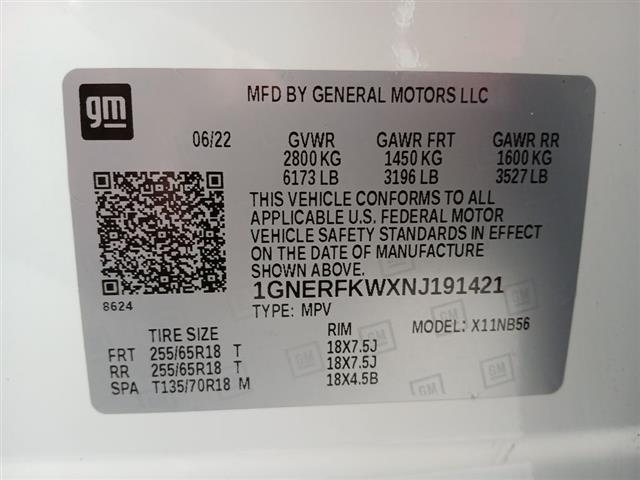 gm
MFD BY GENERAL MOTORS LLC
06/22 GVWR GAWR FRT GAWR RR
2800 KG 1450 KG 1600 KG
6173 LB 3196 LB 3527 LB
THIS VEHICLE CONFORMS TO ALL
APPLICABLE U.S. FEDERAL MOTOR
VEHICLE SAFETY STANDARDS IN EFFECT
ON THE DATE OF MANUFACTURE
SHOWN ABOVE.
8624
1GNERFKWXNJ191421
TYPE: MPV
MODEL: X11NB56
TIRE SIZE RIM
FRT 255/65R18 T 18X7.5J
RR 255/65R18 T 18X7.5J
SPA T135/70R18 M 18X4.5B